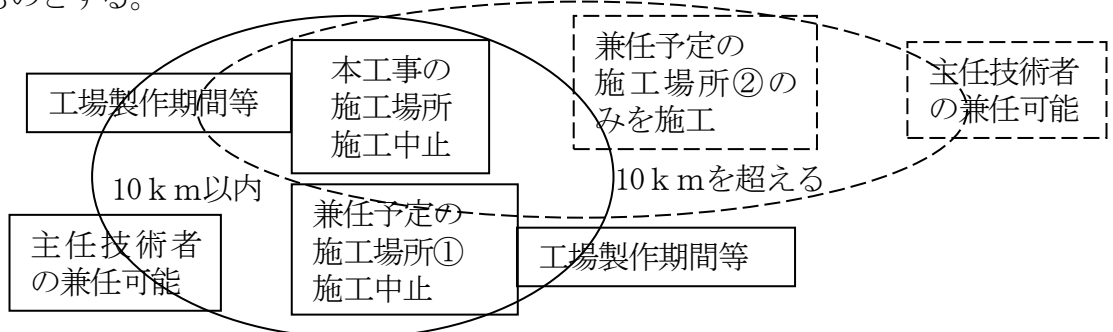 ものとする。
工場製作期間等
本工事の
施工場所
施工中止
兼任予定の
施工場所②の
みを施工
主任技術者
の兼任可能
10ｋｍ以内
10ｋｍを超える
主任技術者
の兼任可能
兼任予定の
施工場所①
施工中止
工場製作期間等